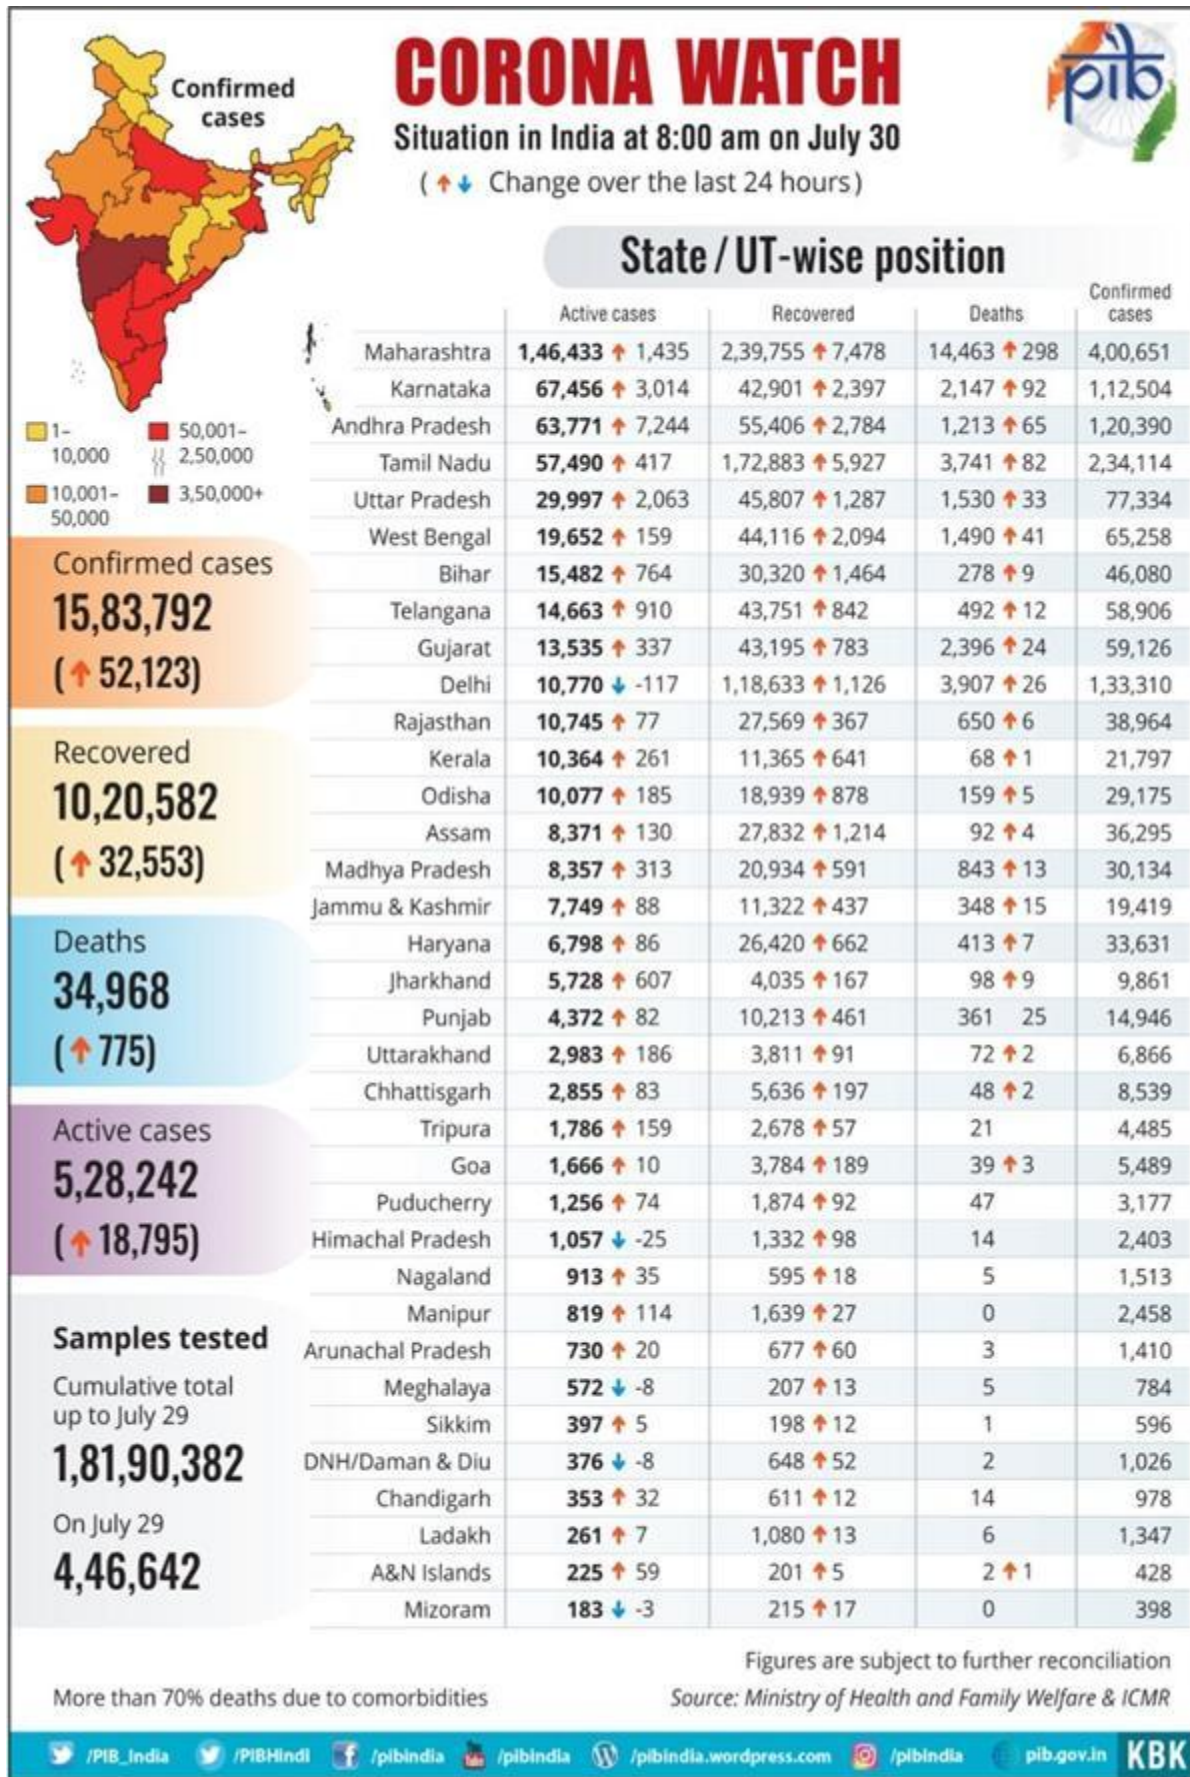 Confirmed
cases
CORONA WATCH
Situation in India at 8:00 am on July 30
( ↑ ↓ Change over the last 24 hours)
pib
1-
10,000
50,001-
2,50,000
10,001-
50,000
3,50,000+
Confirmed cases
15,83,792
(↑ 52,123)
Recovered
10,20,582
(↑ 32,553)
Deaths
34,968
(↑ 775)
Active cases
5,28,242
(↑ 18,795)
Samples tested
Cumulative total
up to July 29
1,81,90,382
On July 29
4,46,642
State / UT-wise position
Active cases Recovered Deaths Confirmed cases
Maharashtra 1,46,433 ↑ 1,435 2,39,755 ↑ 7,478 14,463 ↑ 298 4,00,651
Karnataka 67,456 ↑ 3,014 42,901 ↑ 2,397 2,147 ↑ 92 1,12,504
Andhra Pradesh 63,771 ↑ 7,244 55,406 ↑ 2,784 1,213 ↑ 65 1,20,390
Tamil Nadu 57,490 ↑ 417 1,72,883 ↑ 5,927 3,741 ↑ 82 2,34,114
Uttar Pradesh 29,997 ↑ 2,063 45,807 ↑ 1,287 1,530 ↑ 33 77,334
West Bengal 19,652 ↑ 159 44,116 ↑ 2,094 1,490 ↑ 41 65,258
Bihar 15,482 ↑ 764 30,320 ↑ 1,464 278 ↑ 9 46,080
Telangana 14,663 ↑ 910 43,751 ↑ 842 492 ↑ 12 58,906
Gujarat 13,535 ↑ 337 43,195 ↑ 783 2,396 ↑ 24 59,126
Delhi 10,770 ↓ -117 1,18,633 ↑ 1,126 3,907 ↑ 26 1,33,310
Rajasthan 10,745 ↑ 77 27,569 ↑ 367 650 ↑ 6 38,964
Kerala 10,364 ↑ 261 11,365 ↑ 641 68 ↑ 1 21,797
Odisha 10,077 ↑ 185 18,939 ↑ 878 159 ↑ 5 29,175
Assam 8,371 ↑ 130 27,832 ↑ 1,214 92 ↑ 4 36,295
Madhya Pradesh 8,357 ↑ 313 20,934 ↑ 591 843 ↑ 13 30,134
Jammu & Kashmir 7,749 ↑ 88 11,322 ↑ 437 348 ↑ 15 19,419
Haryana 6,798 ↑ 86 26,420 ↑ 662 413 ↑ 7 33,631
Jharkhand 5,728 ↑ 607 4,035 ↑ 167 98 ↑ 9 9,861
Punjab 4,372 ↑ 82 10,213 ↑ 461 361 25 14,946
Uttarakhand 2,983 ↑ 186 3,811 ↑ 91 72 ↑ 2 6,866
Chhattisgarh 2,855 ↑ 83 5,636 ↑ 197 48 ↑ 2 8,539
Tripura 1,786 ↑ 159 2,678 ↑ 57 21 4,485
Goa 1,666 ↑ 10 3,784 ↑ 189 39 ↑ 3 5,489
Puducherry 1,256 ↑ 74 1,874 ↑ 92 47 3,177
Himachal Pradesh 1,057 ↓ -25 1,332 ↑ 98 14 2,403
Nagaland 913 ↑ 35 595 ↑ 18 5 1,513
Manipur 819 ↑ 114 1,639 ↑ 27 0 2,458
Arunachal Pradesh 730 ↑ 20 677 ↑ 60 3 1,410
Meghalaya 572 ↓ -8 207 ↑ 13 5 784
Sikkim 397 ↑ 5 198 ↑ 12 1 596
DNH/Daman & Diu 376 ↓ -8 648 ↑ 52 2 1,026
Chandigarh 353 ↑ 32 611 ↑ 12 14 978
Ladakh 261 ↑ 7 1,080 ↑ 13 6 1,347
A&N Islands 225 ↑ 59 201 ↑ 5 2 ↑ 1 428
Mizoram 183 ↓ -3 215 ↑ 17 0 398
Figures are subject to further reconciliation
More than 70% deaths due to comorbidities
Source: Ministry of Health and Family Welfare & ICMR
/PIB_India /PIBHindi /pibindia /pibindia /pibindia.wordpress.com /pibindia pib.gov.in KBK